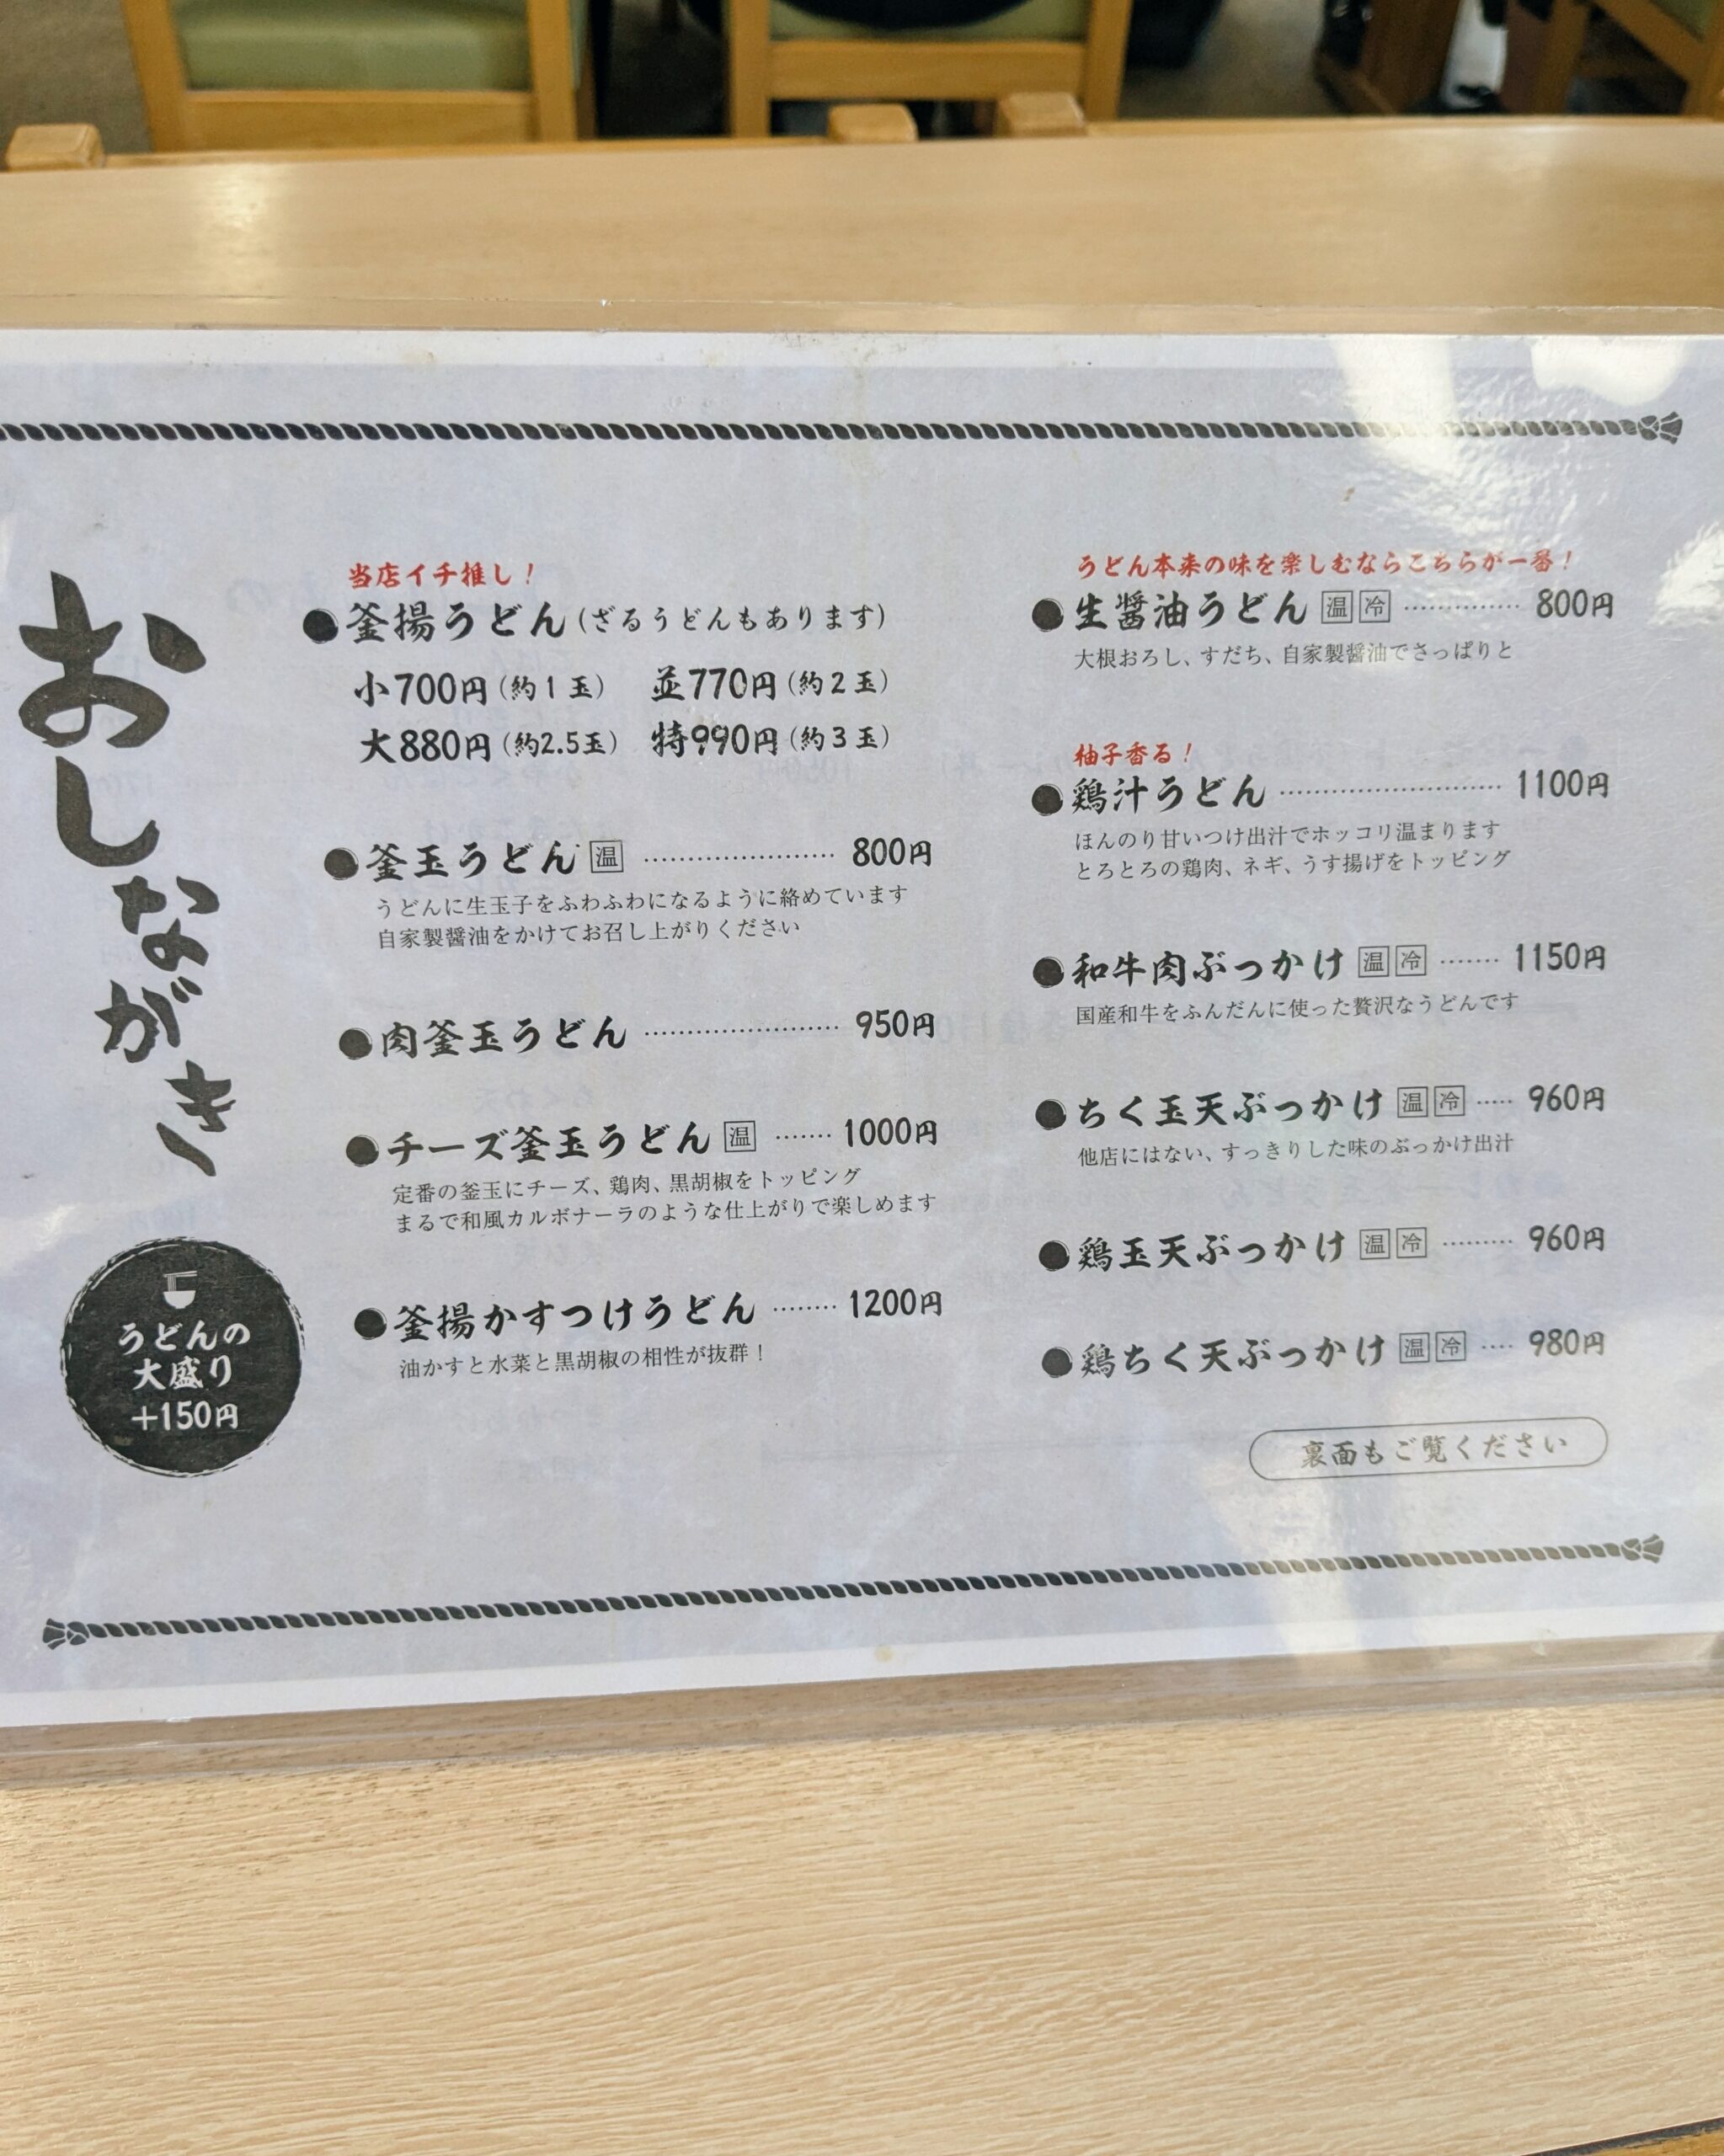 おしながき
うどんの
大盛り
+150円
当店イチ推し！
●釜揚うどん(ざるうどんもあります)
小700円(約1玉) 並770円(約2玉)
大880円(約2.5玉) 特990円(約3玉)
●釜玉うどん 温 …………………… 800円
うどんに生玉子をふわふわになるように絡めています
自家製醤油をかけてお召し上がりください
●肉釜玉うどん …………………… 950円
●チーズ釜玉うどん 温 ……… 1000円
定番の釜玉にチーズ、鶏肉、黒胡椒をトッピング
まるで和風カルボナーラのような仕上がりで楽しめます
●釜揚かすつけうどん ……… 1200円
油かすと水菜と黒胡椒の相性が抜群！
うどん本来の味を楽しむならこちらが一番！
●生醤油うどん 温 冷 …………… 800円
大根おろし、すだち、自家製醤油でさっぱりと
柚子香る！
●鶏汁うどん ………………………… 1100円
ほんのり甘いつけ出汁でホッコリ温まります
とろとろの鶏肉、ネギ、うす揚げをトッピング
●和牛肉ぶっかけ 温 冷 ……… 1150円
国産和牛をふんだんに使った贅沢なうどんです
●ちく玉天ぶっかけ 温 冷 …… 960円
他店にはない、すっきりした味のぶっかけ出汁
●鶏玉天ぶっかけ 温 冷 ……… 960円
●鶏ちく天ぶっかけ 温 冷 …… 980円
裏面もご覧ください